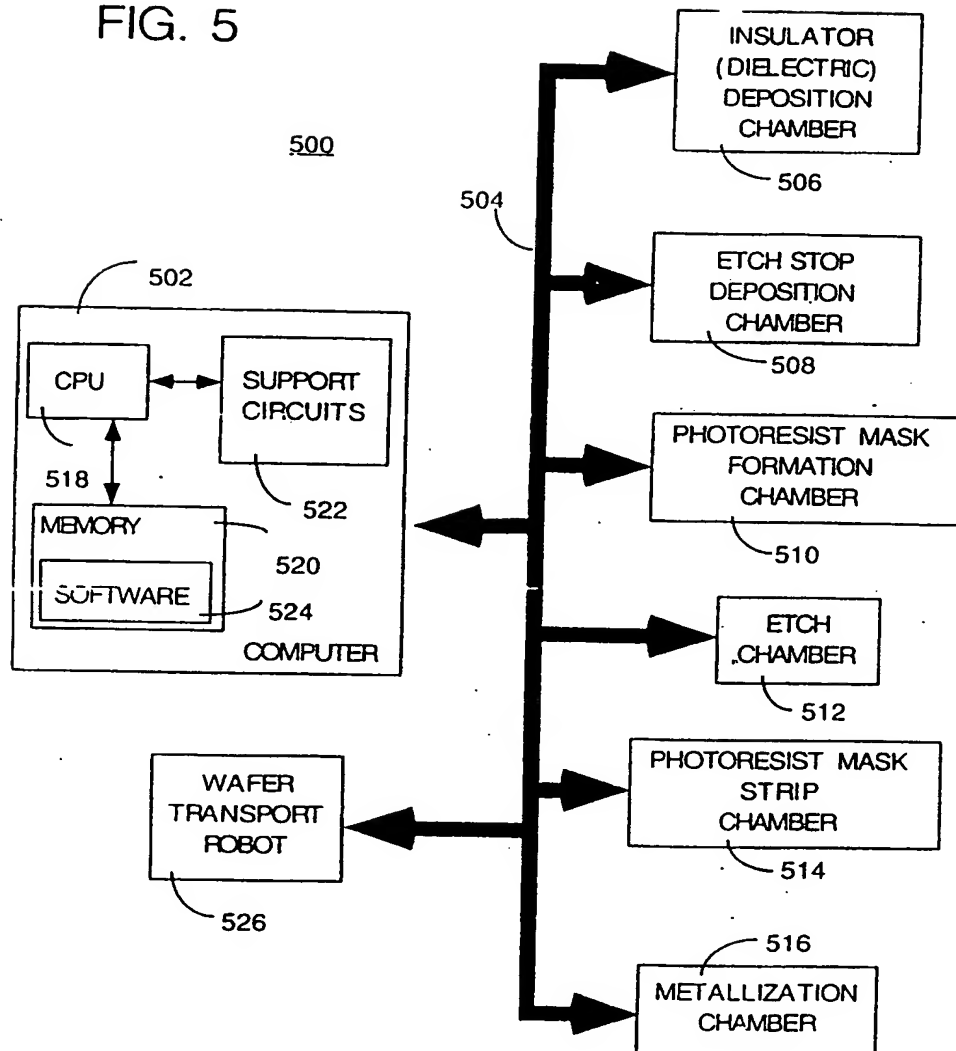 FIG. 5
500
502
CPU
518
SUPPORT
CIRCUITS
522
MEMORY
520
SOFTWARE
524
COMPUTER
504
INSULATOR
(DIELECTRIC)
DEPOSITION
CHAMBER
506
ETCH STOP
DEPOSITION
CHAMBER
508
PHOTORESIST MASK
FORMATION
CHAMBER
510
ETCH
CHAMBER
512
PHOTORESIST MASK
STRIP
CHAMBER
514
WAFER
TRANSPORT
ROBOT
526
516
METALLIZATION
CHAMBER